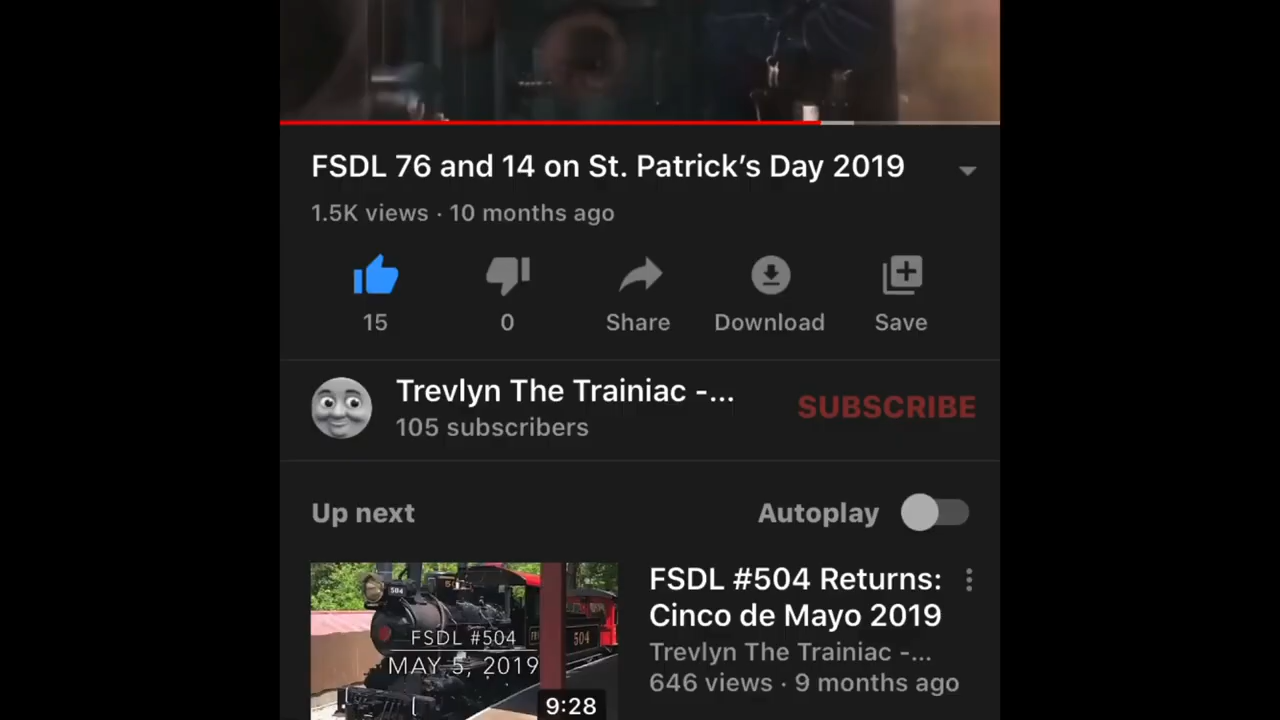 FSDL 76 and 14 on St. Patrick’s Day 2019
1.5K views · 10 months ago
15
0
Share
Download
Save
Trevlyn The Trainiac -...
105 subscribers
SUBSCRIBE
Up next
Autoplay
FSDL #504 Returns:
Cinco de Mayo 2019
Trevlyn The Trainiac -...
646 views · 9 months ago
504
504
FSDL #504
MAY 5, 2019
9:28